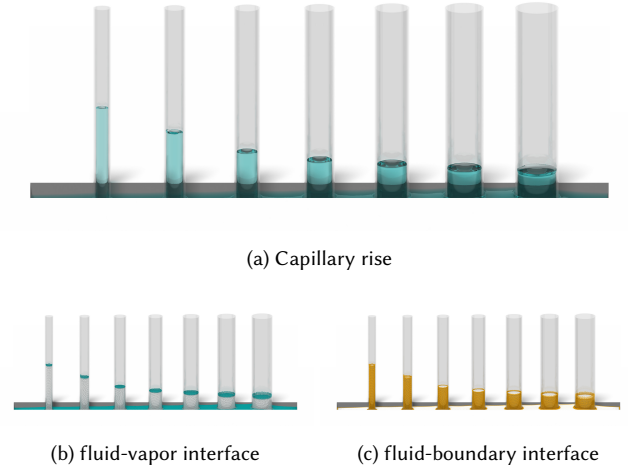 (a) Capillary rise
(b) fluid-vapor interface
(c) fluid-boundary interface